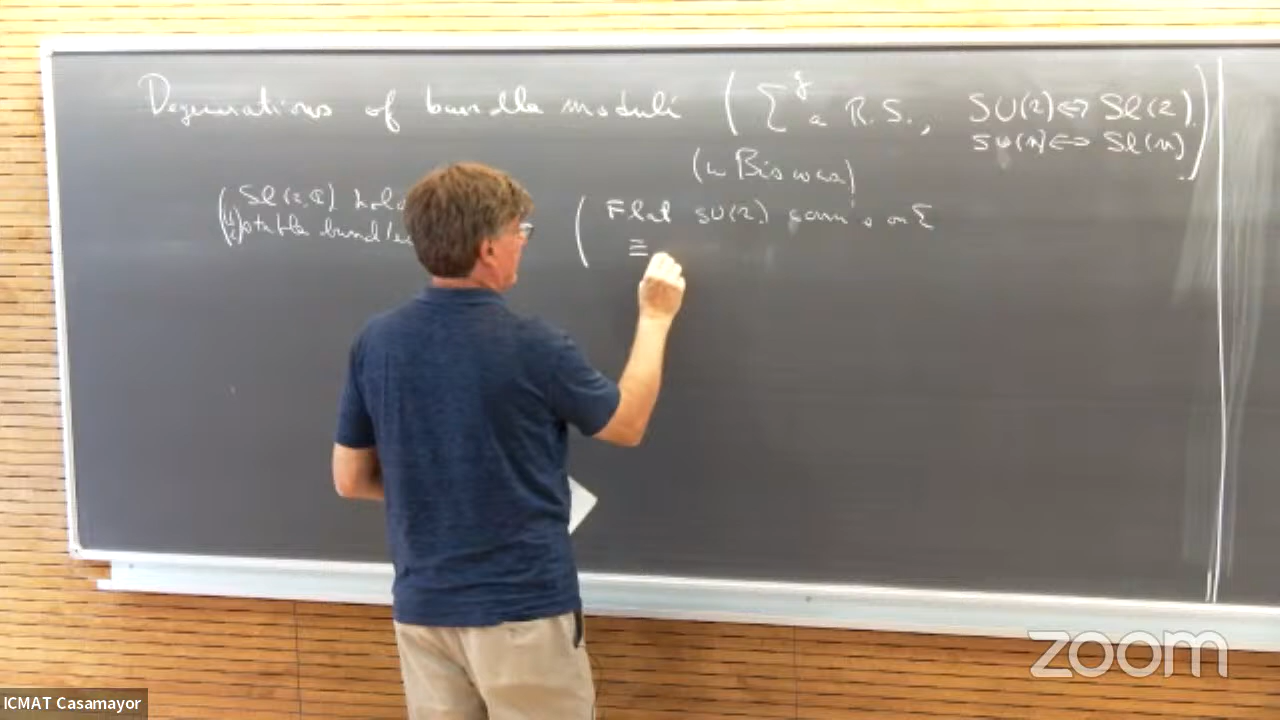 Degenerations of bundle moduli ( Σ^g a R.S., SU(2) ⇔ Sl(2)
SU(n) ⇔ Sl(n) )
(w Biswas)
Sl(2,C) holo
stable bundles
( Flat SU(2) conn's on Σ
≅
zoom
ICMAT Casamayor